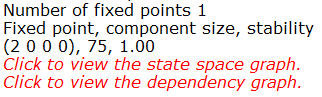 Number of fixed points 1
Fixed point, component size, stability
(2 0 0 0), 75, 1.00
Click to view the state space graph.
Click to view the dependency graph.